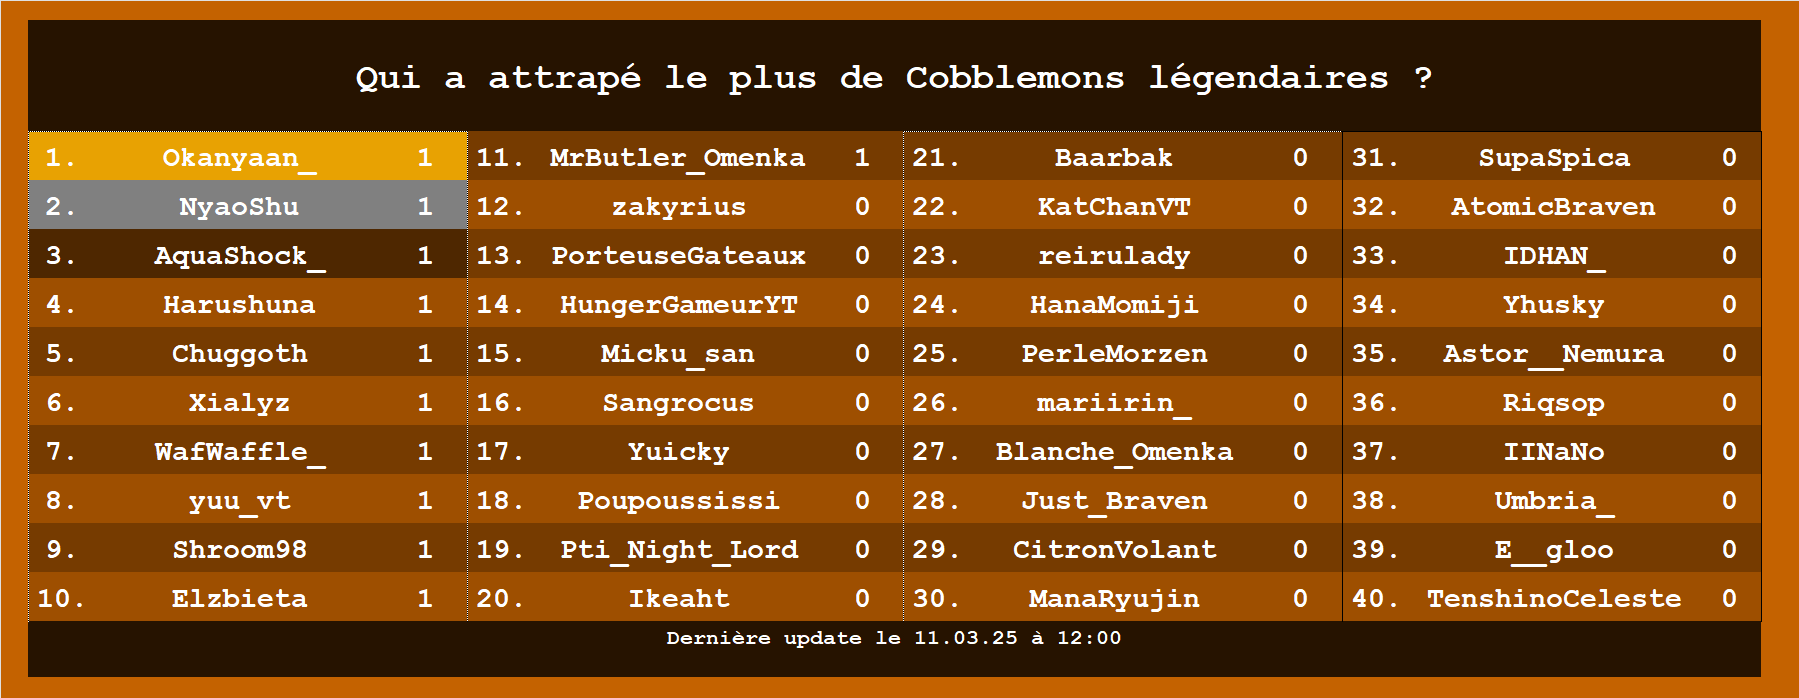 Qui a attrapé le plus de Cobblemons légendaires ?
1. Okanyaan_ 1
2. NyaoShu 1
3. AquaShock_ 1
4. Harushuna 1
5. Chuggoth 1
6. Xialyz 1
7. WafWaffle_ 1
8. yuu_vt 1
9. Shroom98 1
10. Elzbieta 1
11. MrButler_Omenka 1
12. zakyrius 0
13. PorteuseGateaux 0
14. HungerGameurYT 0
15. Micku_san 0
16. Sangrocus 0
17. Yuicky 0
18. Poupoussissi 0
19. Pti_Night_Lord 0
20. Ikeaht 0
21. Baarbak 0
22. KatChanVT 0
23. reirulady 0
24. HanaMomiji 0
25. PerleMorzen 0
26. mariirin_ 0
27. Blanche_Omenka 0
28. Just_Braven 0
29. CitronVolant 0
30. ManaRyujin 0
31. SupaSpica 0
32. AtomicBraven 0
33. IDHAN_ 0
34. Yhusky 0
35. Astor__Nemura 0
36. Riqsop 0
37. IINaNo 0
38. Umbria_ 0
39. E__gloo 0
40. TenshinoCeleste 0
Dernière update le 11.03.25 à 12:00